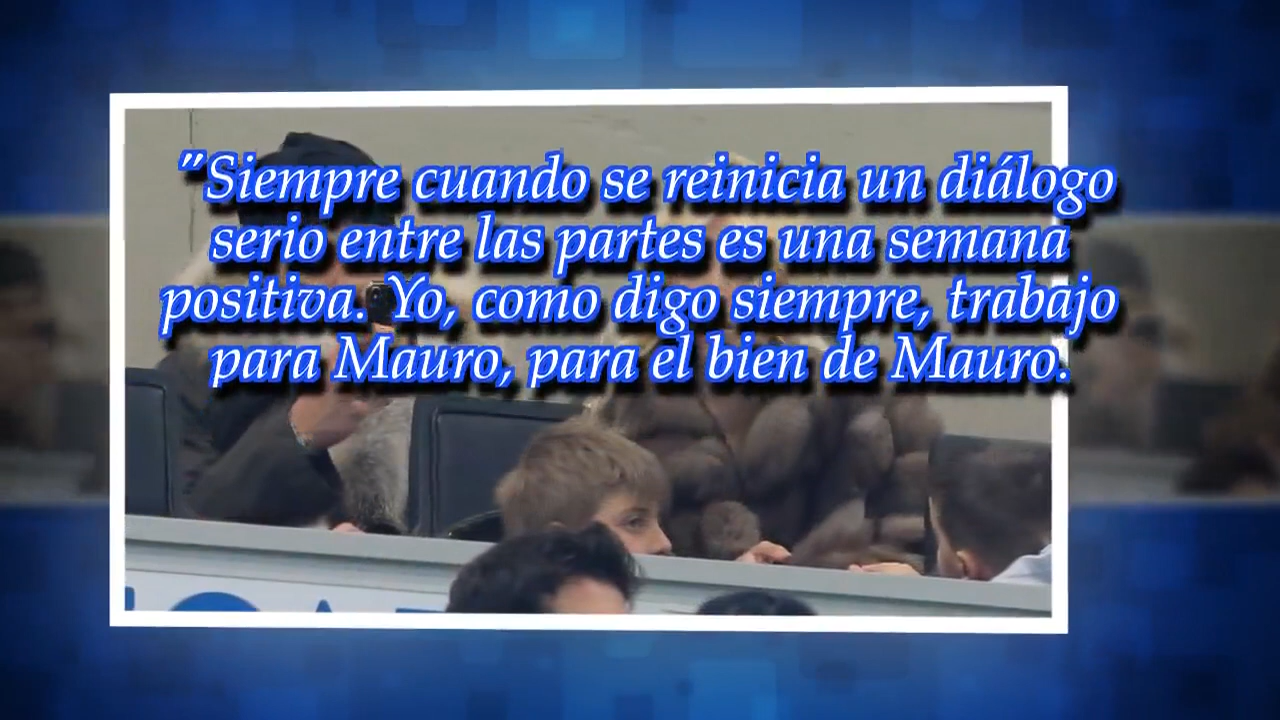 "Siempre cuando se reinicia un diálogo
serio entre las partes es una semana
positiva. Yo, como digo siempre, trabajo
para Mauro, para el bien de Mauro.